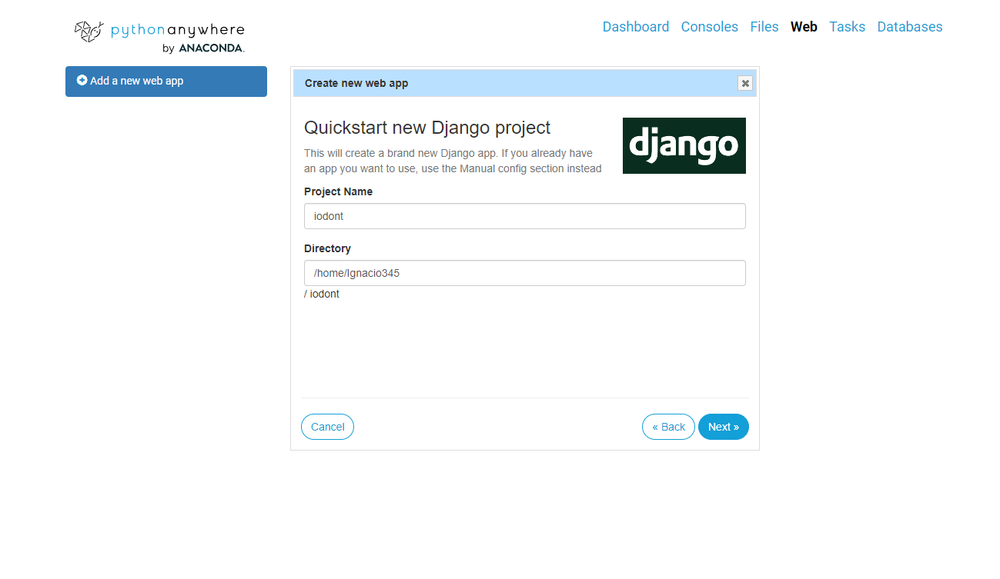 pythonanywhere
by ANACONDA.
Dashboard Consoles Files Web Tasks Databases
Add a new web app
Create new web app
Quickstart new Django project
django
This will create a brand new Django app. If you already have
an app you want to use, use the Manual config section instead
Project Name
iodont
Directory
/home/Ignacio345
/ iodont
Cancel
« Back
Next »